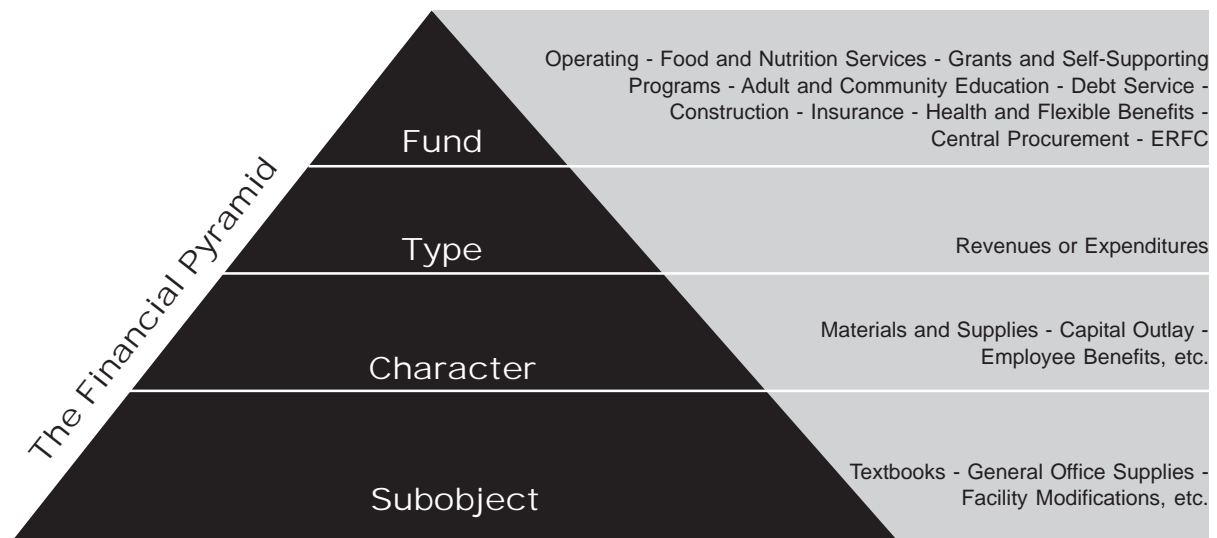 The Financial Pyramid
Fund
Operating - Food and Nutrition Services - Grants and Self-Supporting
Programs - Adult and Community Education - Debt Service -
Construction - Insurance - Health and Flexible Benefits -
Central Procurement - ERFC
Type
Revenues or Expenditures
Character
Materials and Supplies - Capital Outlay -
Employee Benefits, etc.
Subobject
Textbooks - General Office Supplies -
Facility Modifications, etc.